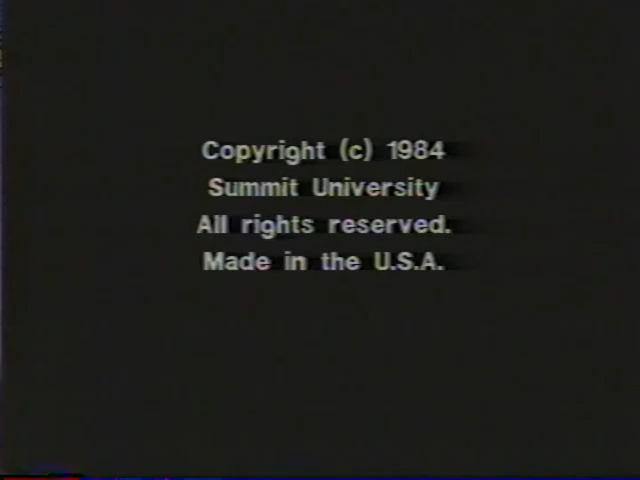 Copyright (c) 1984
Summit University
All rights reserved.
Made in the U.S.A.